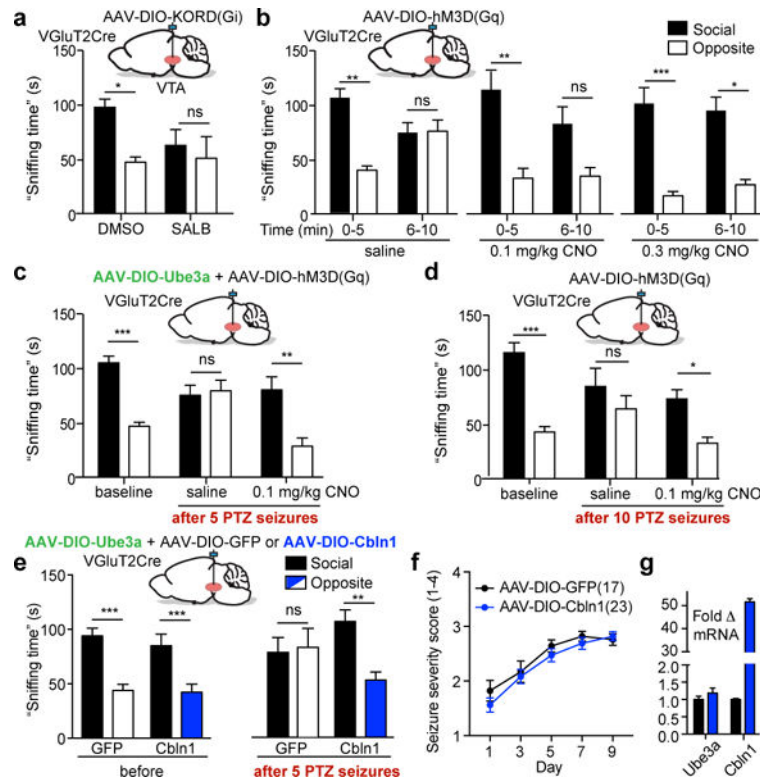 a
AAV-DIO-KORD(Gi)
VGluT2Cre
VTA
"Sniffing time" (s)
150
100
50
0
*
ns
DMSO
SALB
b
AAV-DIO-hM3D(Gq)
VGluT2Cre
Social
Opposite
"Sniffing time" (s)
150
100
50
0
**
ns
**
ns
***
*
Time (min) 0-5 6-10 0-5 6-10 0-5 6-10
saline
0.1 mg/kg CNO
0.3 mg/kg CNO
c
AAV-DIO-Ube3a + AAV-DIO-hM3D(Gq)
VGluT2Cre
"Sniffing time" (s)
150
100
50
0
***
ns
**
baseline
saline
0.1 mg/kg CNO
after 5 PTZ seizures
d
AAV-DIO-hM3D(Gq)
VGluT2Cre
"Sniffing time" (s)
150
100
50
0
***
ns
*
baseline
saline
0.1 mg/kg CNO
after 10 PTZ seizures
e
AAV-DIO-Ube3a + AAV-DIO-GFP or AAV-DIO-Cbln1
VGluT2Cre
Social
Opposite
"Sniffing time" (s)
150
100
50
0
***
***
ns
**
GFP
Cbln1
GFP
Cbln1
before
after 5 PTZ seizures
f
AAV-DIO-GFP(17)
AAV-DIO-Cbln1(23)
Seizure severity score (1-4)
4
3
2
1
1 3 5 7 9
Day
g
Fold Δ
mRNA
50
40
30
2.0
1.5
1.0
0.5
0
Ube3a
Cbln1